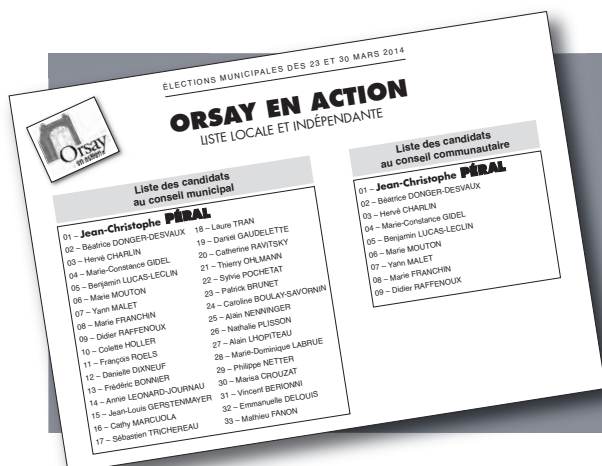 ÉLECTIONS MUNICIPALES DES 23 ET 30 MARS 2014
Orsay
en action
ORSAY EN ACTION
LISTE LOCALE ET INDÉPENDANTE
Liste des candidats
au conseil municipal
01 – Jean-Christophe PÉRAL
02 – Béatrice DONGER-DESVAUX
03 – Hervé CHARLIN
04 – Marie-Constance GIDEL
05 – Benjamin LUCAS-LECLIN
06 – Marie MOUTON
07 – Yann MALET
08 – Marie FRANCHIN
09 – Didier RAFFENOUX
10 – Colette HOLLER
11 – François ROELS
12 – Danielle DIXNEUF
13 – Frédéric BONNIER
14 – Annie LEONARD-JOURNAU
15 – Jean-Louis GERSTENMAYER
16 – Cathy MARCUOLA
17 – Sébastien TRICHEREAU
18 – Laure TRAN
19 – Daniel GAUDELETTE
20 – Catherine RAVITSKY
21 – Thierry OHLMANN
22 – Sylvie POCHETAT
23 – Patrick BRUNET
24 – Caroline BOULAY-SAVORNIN
25 – Alain NENNINGER
26 – Nathalie PLISSON
27 – Alain LHOPITEAU
28 – Marie-Dominique LABRUE
29 – Philippe NETTER
30 – Marisa CROUZAT
31 – Vincent BERIONNI
32 – Emmanuelle DELOUIS
33 – Mathieu FANON
Liste des candidats
au conseil communautaire
01 – Jean-Christophe PÉRAL
02 – Béatrice DONGER-DESVAUX
03 – Hervé CHARLIN
04 – Marie-Constance GIDEL
05 – Benjamin LUCAS-LECLIN
06 – Marie MOUTON
07 – Yann MALET
08 – Marie FRANCHIN
09 – Didier RAFFENOUX